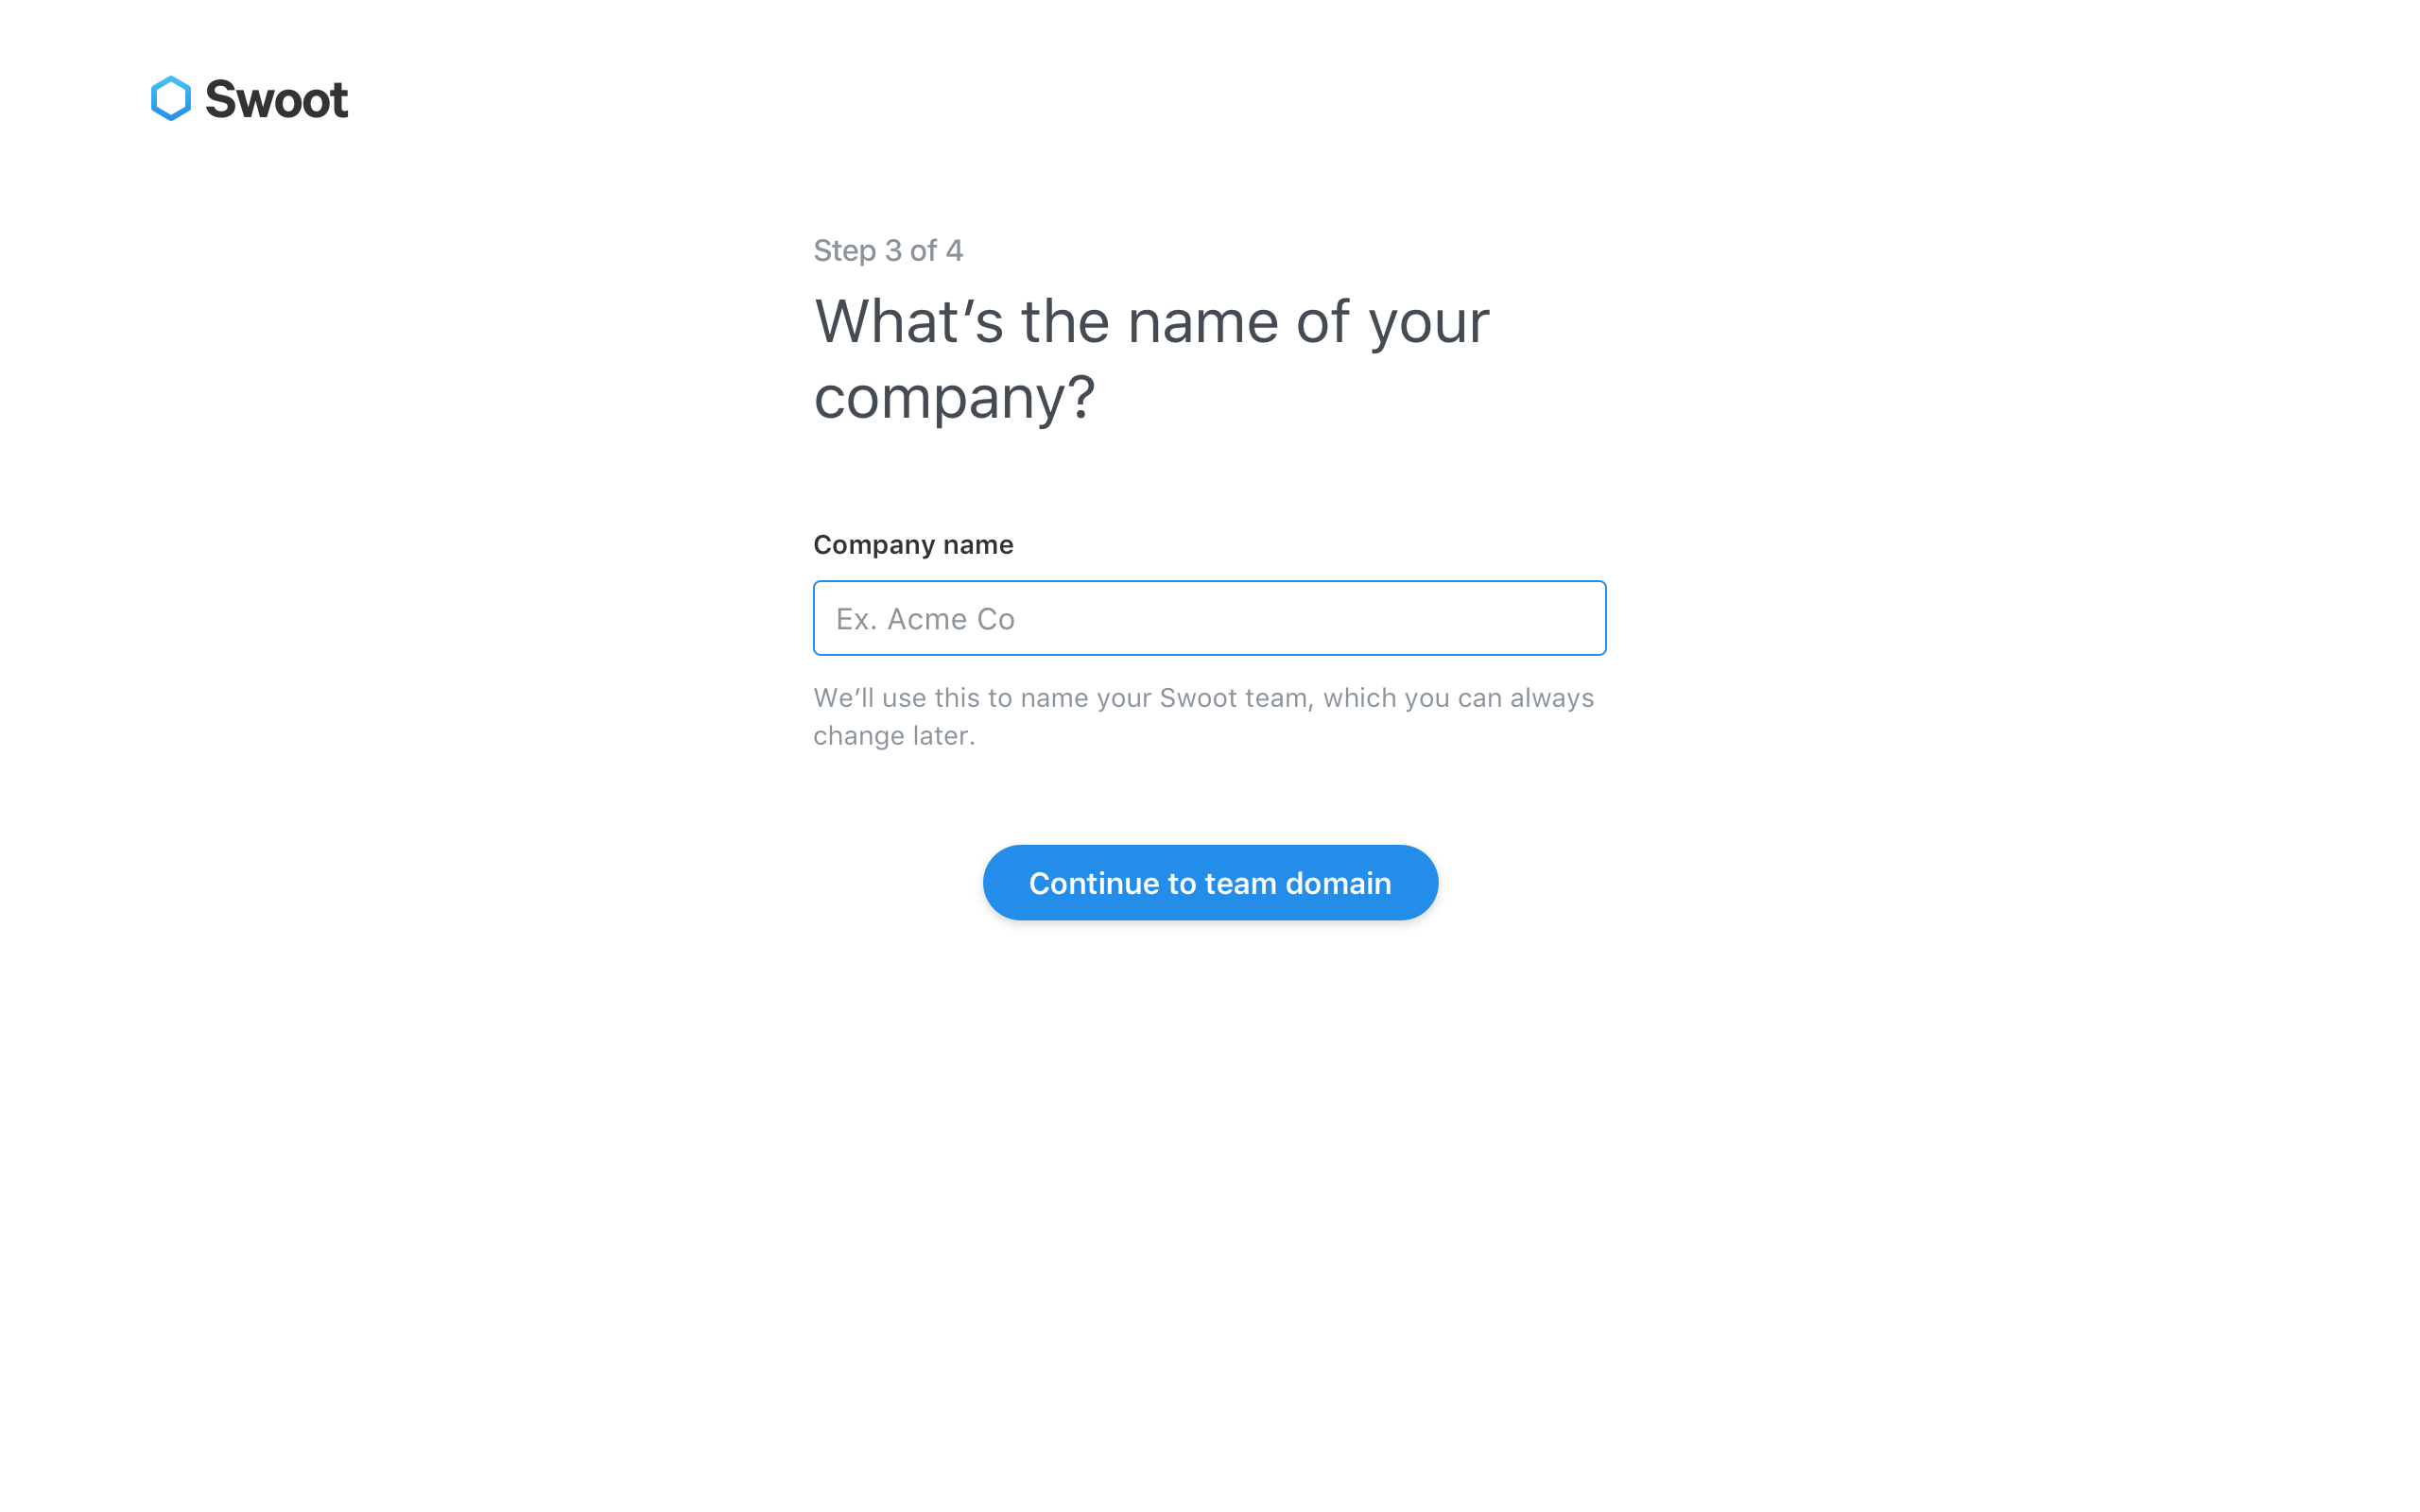 Swoot
Step 3 of 4
What‘s the name of your
company?
Company name
Ex. Acme Co
We’ll use this to name your Swoot team, which you can always
change later.
Continue to team domain